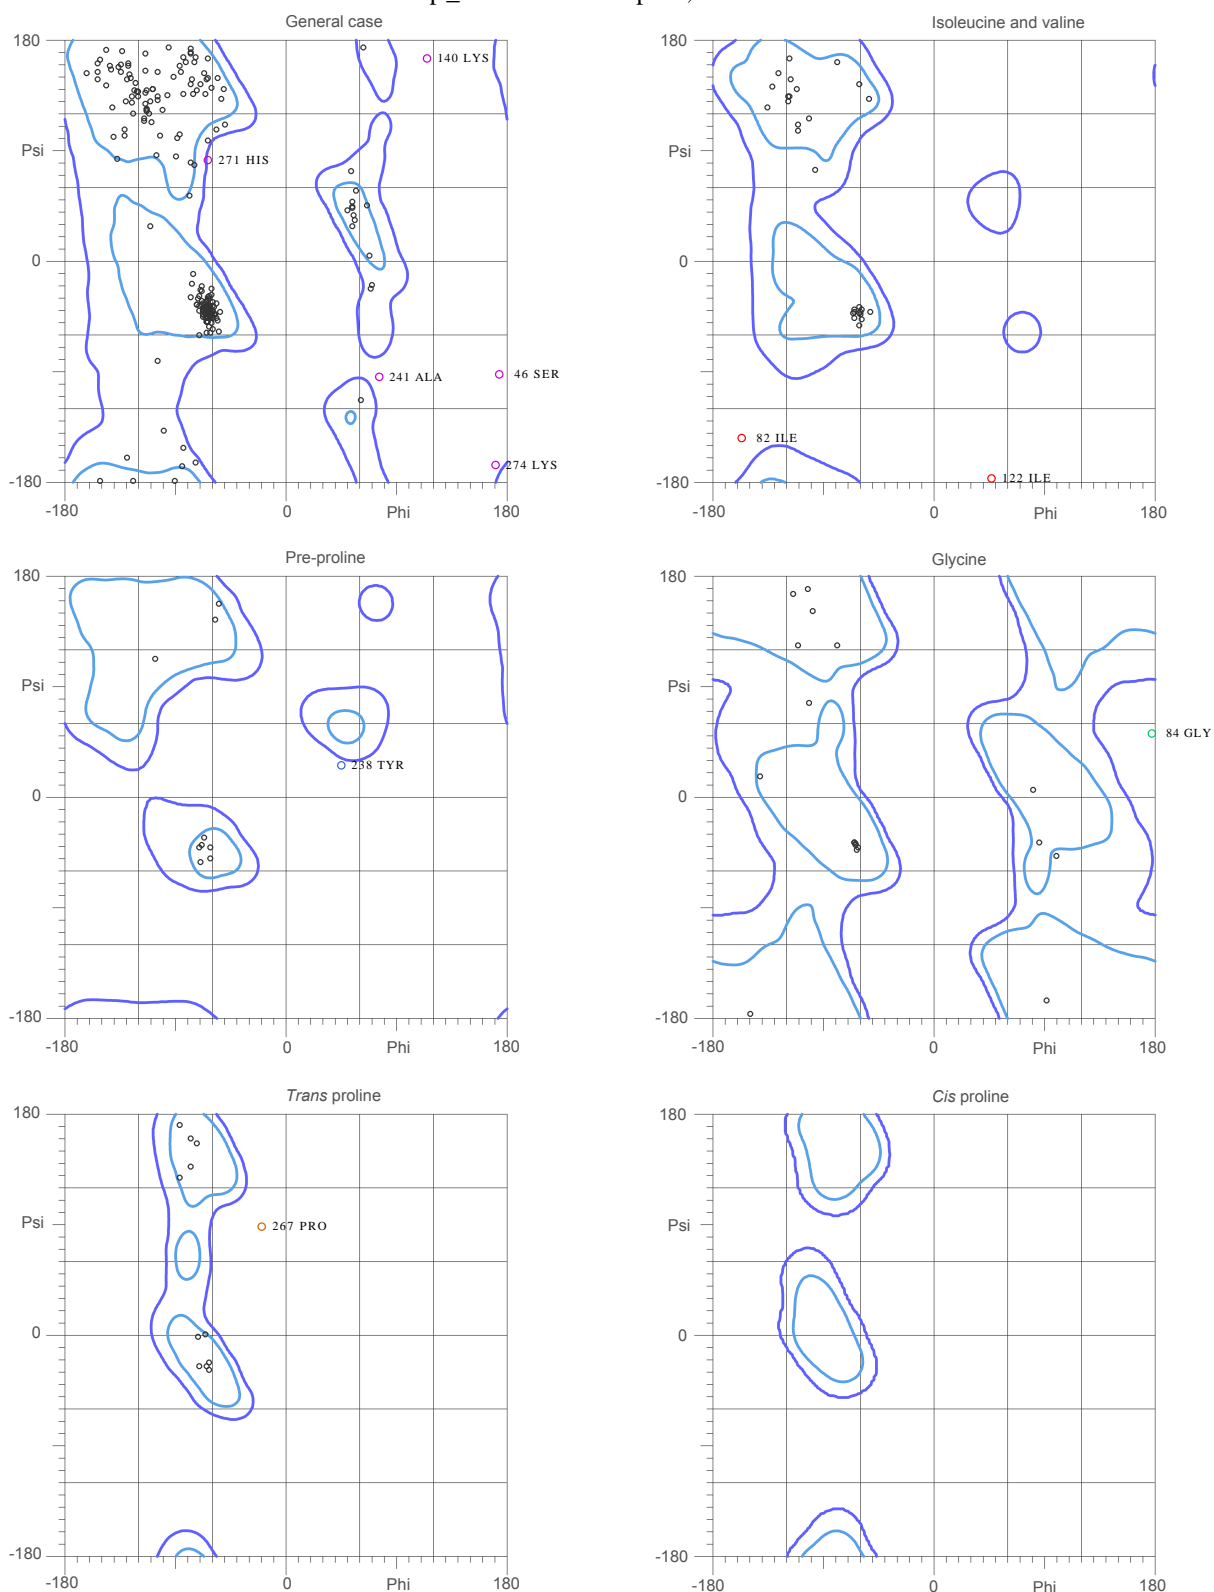 General case
180
140 LYS
Psi
271 HIS
0
241 ALA
46 SER
274 LYS
-180
-180
0
Phi
180
Isoleucine and valine
180
Psi
0
82 ILE
122 ILE
-180
-180
0
Phi
180
Pre-proline
180
Psi
238 TYR
0
-180
-180
0
Phi
180
Glycine
180
Psi
84 GLY
0
-180
-180
0
Phi
180
Trans proline
180
Psi
267 PRO
0
-180
-180
0
Phi
180
Cis proline
180
Psi
0
-180
-180
0
Phi
180